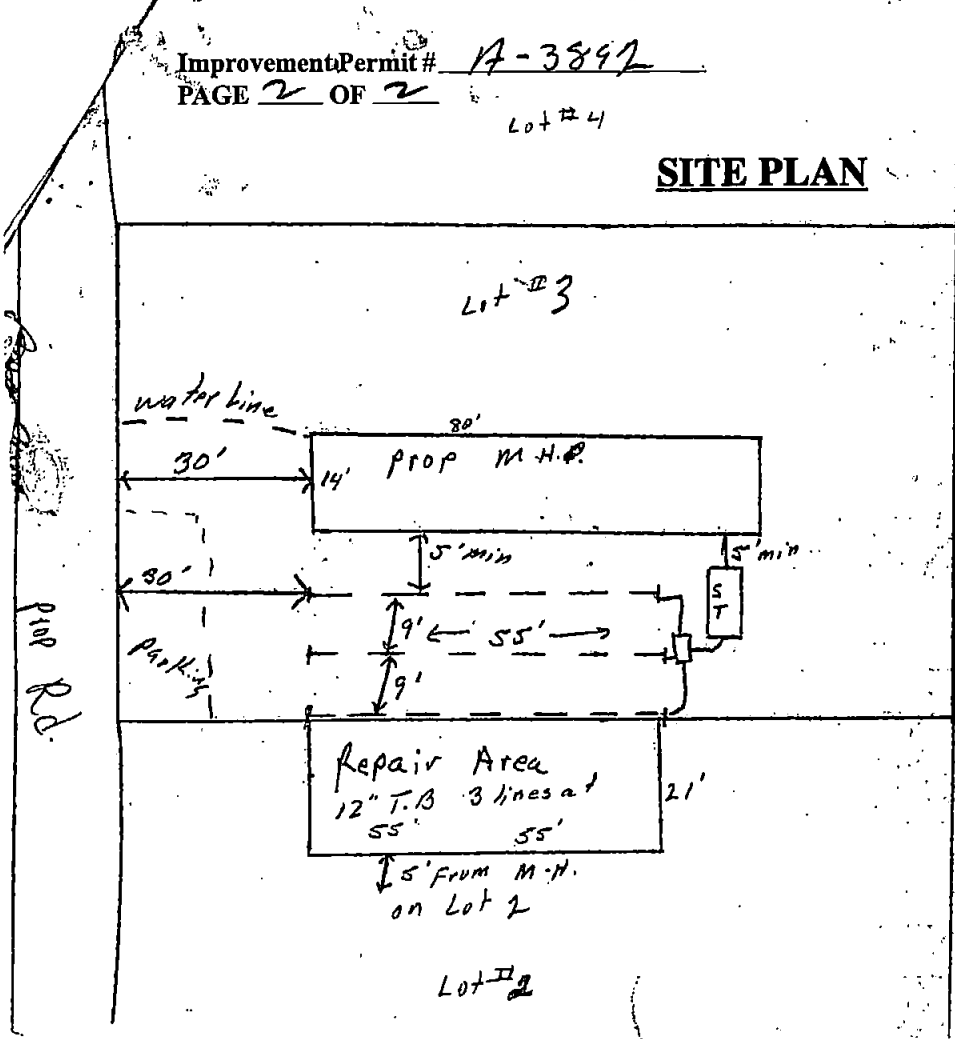 Improvement Permit # A-3892
PAGE 2 OF 2
Lot #4
SITE PLAN
Lot #3
water Line
80'
30'
14'
Prop M.H.P.
5' min
5' min
30'
S
T
9'
55'
Parking
9'
Prop Rd.
Repair Area
12" T.B 3 lines at
55'
55'
21'
5' From M.H.
on Lot 2
Lot #2